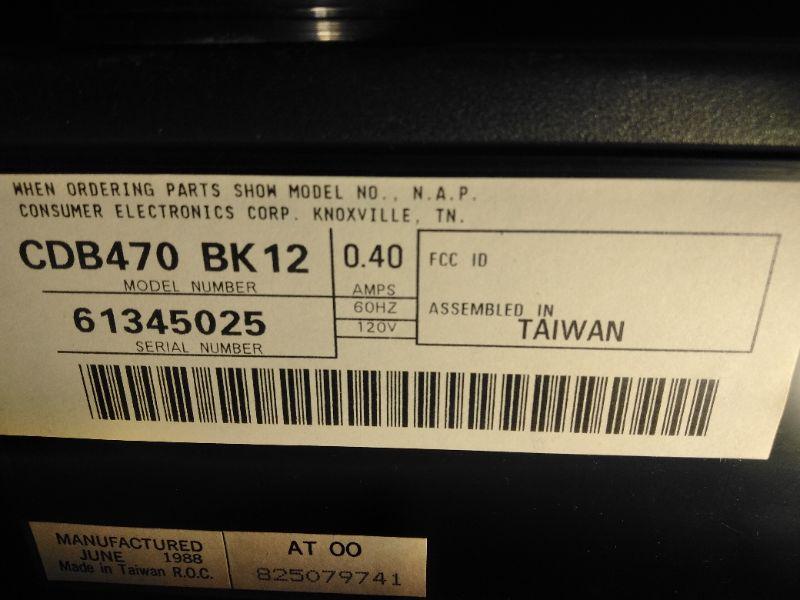 WHEN ORDERING PARTS SHOW MODEL NO., N.A.P.
CONSUMER ELECTRONICS CORP. KNOXVILLE, TN.
CDB470 BK12
MODEL NUMBER
61345025
SERIAL NUMBER
0.40
AMPS
60HZ
120V
FCC ID
ASSEMBLED IN
TAIWAN
MANUFACTURED
JUNE 1988
Made in Taiwan R.O.C.
AT OO
825079741